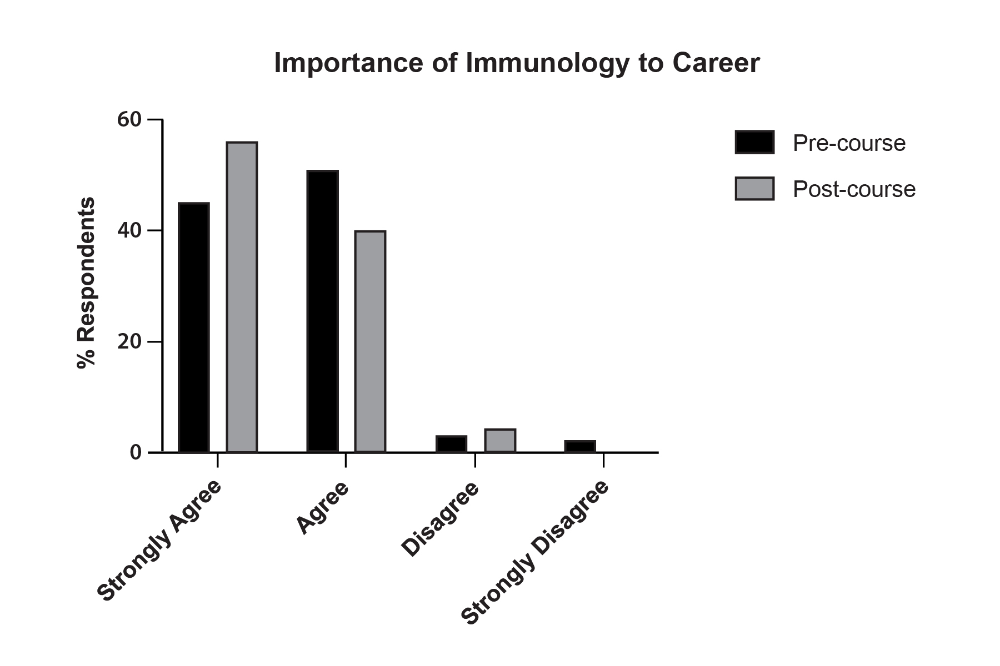 Importance of Immunology to Career
60
40
20
0
% Respondents
Strongly Agree
Agree
Disagree
Strongly Disagree
Pre-course
Post-course